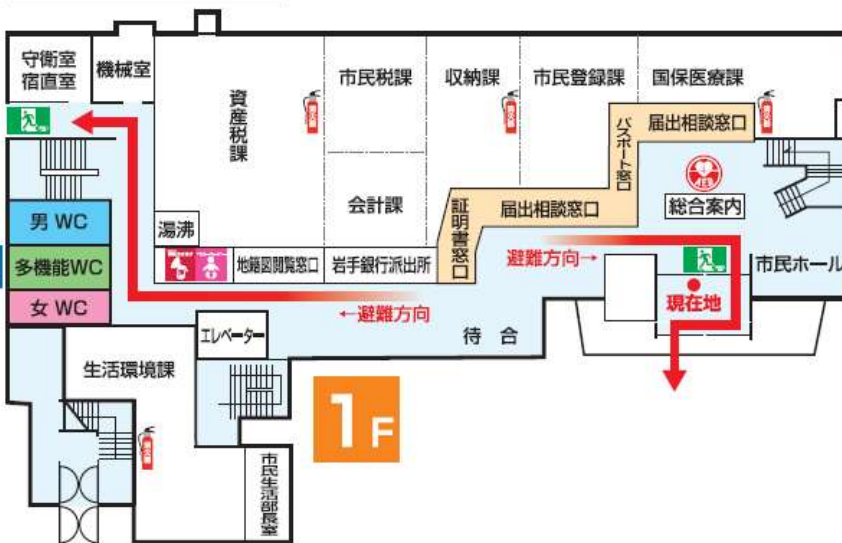 守衛室
宿直室
機械室
資産税課
市民税課
収納課
市民登録課
国保医療課
パスポート窓口
届出相談窓口
会計課
証明書窓口
届出相談窓口
AED
総合案内
湯沸
男 WC
多機能WC
女 WC
地籍図閲覧窓口
岩手銀行派出所
避難方向→
市民ホール
現在地
←避難方向
待 合
エレベーター
生活環境課
1F
市民生活部長室